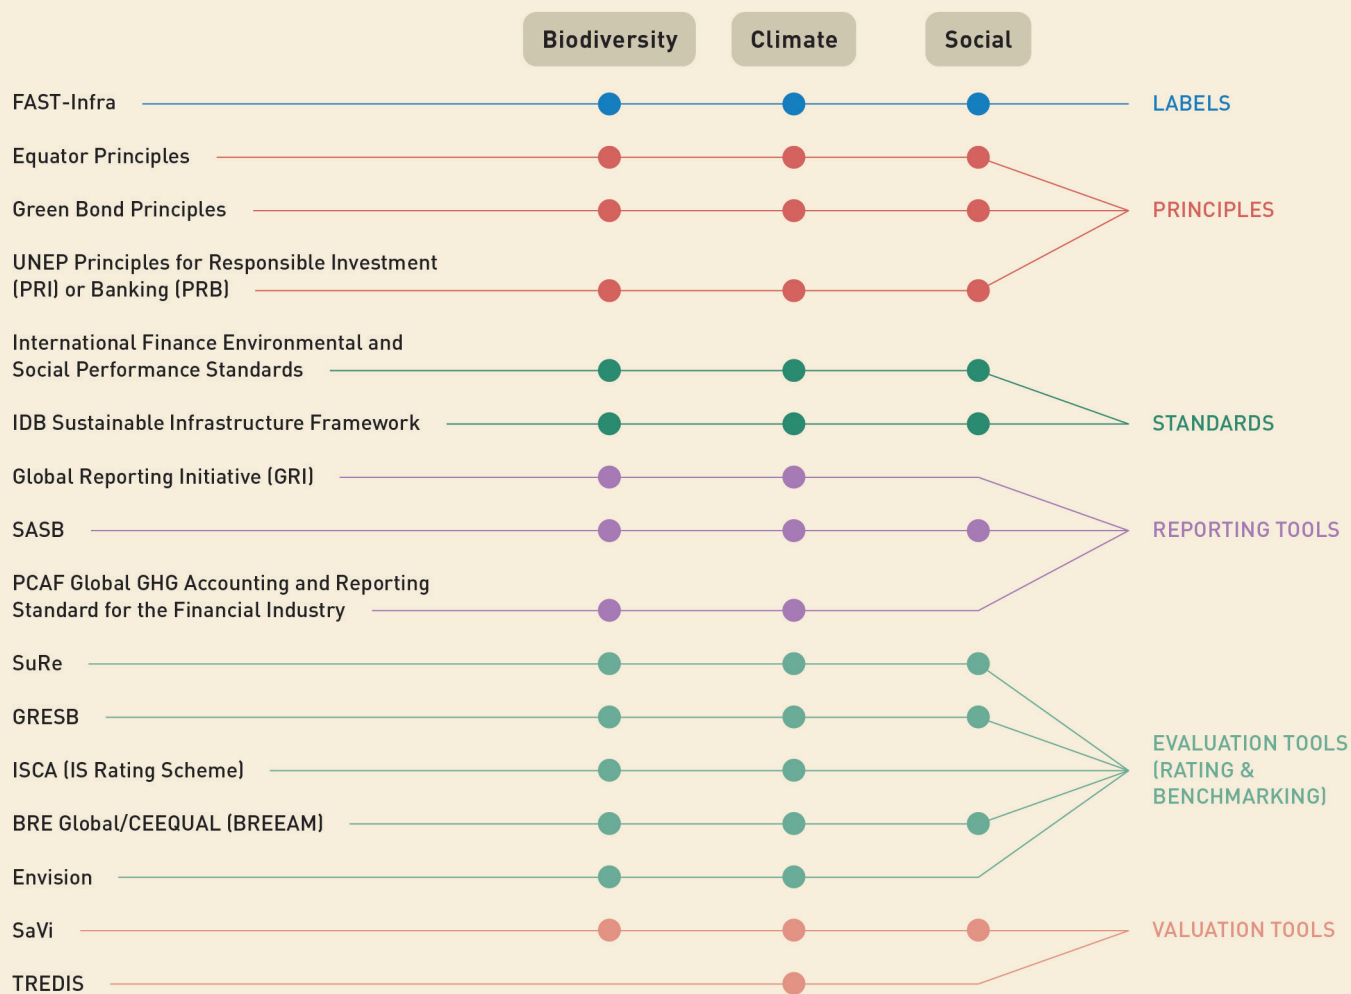 Biodiversity Climate Social
FAST-Infra LABELS
Equator Principles
Green Bond Principles PRINCIPLES
UNEP Principles for Responsible Investment
(PRI) or Banking (PRB)
International Finance Environmental and
Social Performance Standards
IDB Sustainable Infrastructure Framework STANDARDS
Global Reporting Initiative (GRI)
SASB REPORTING TOOLS
PCAF Global GHG Accounting and Reporting
Standard for the Financial Industry
SuRe
GRESB
EVALUATION TOOLS
ISCA (IS Rating Scheme) (RATING &
BENCHMARKING)
BRE Global/CEEQUAL (BREEAM)
Envision
SaVi VALUATION TOOLS
TREDIS